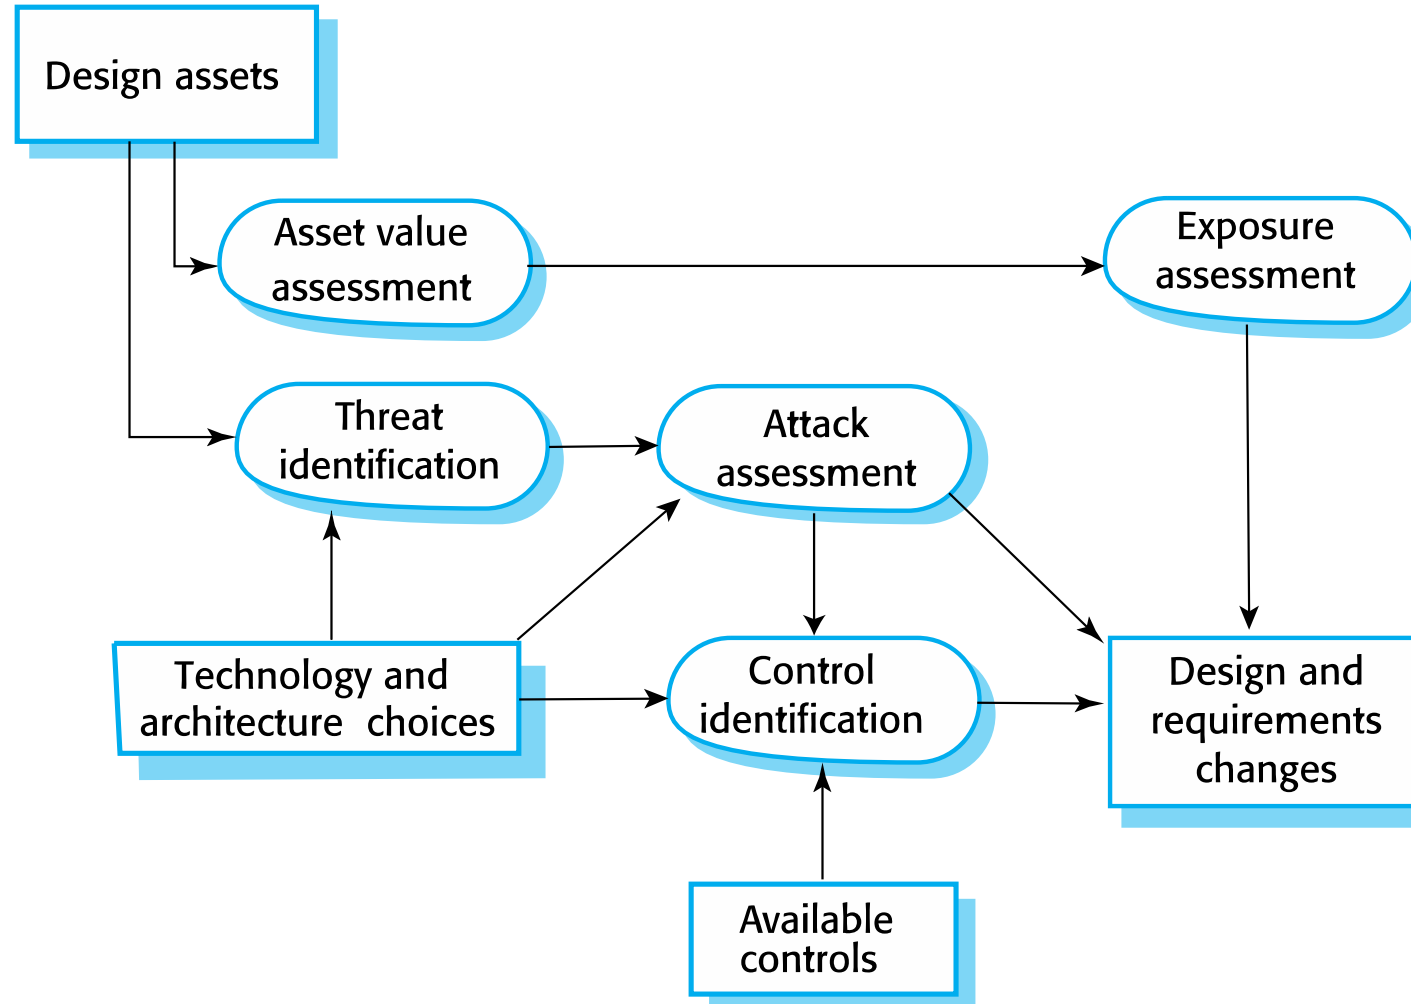 Design assets
Asset value
assessment
Exposure
assessment
Threat
identification
Attack
assessment
Technology and
architecture choices
Control
identification
Design and
requirements
changes
Available
controls